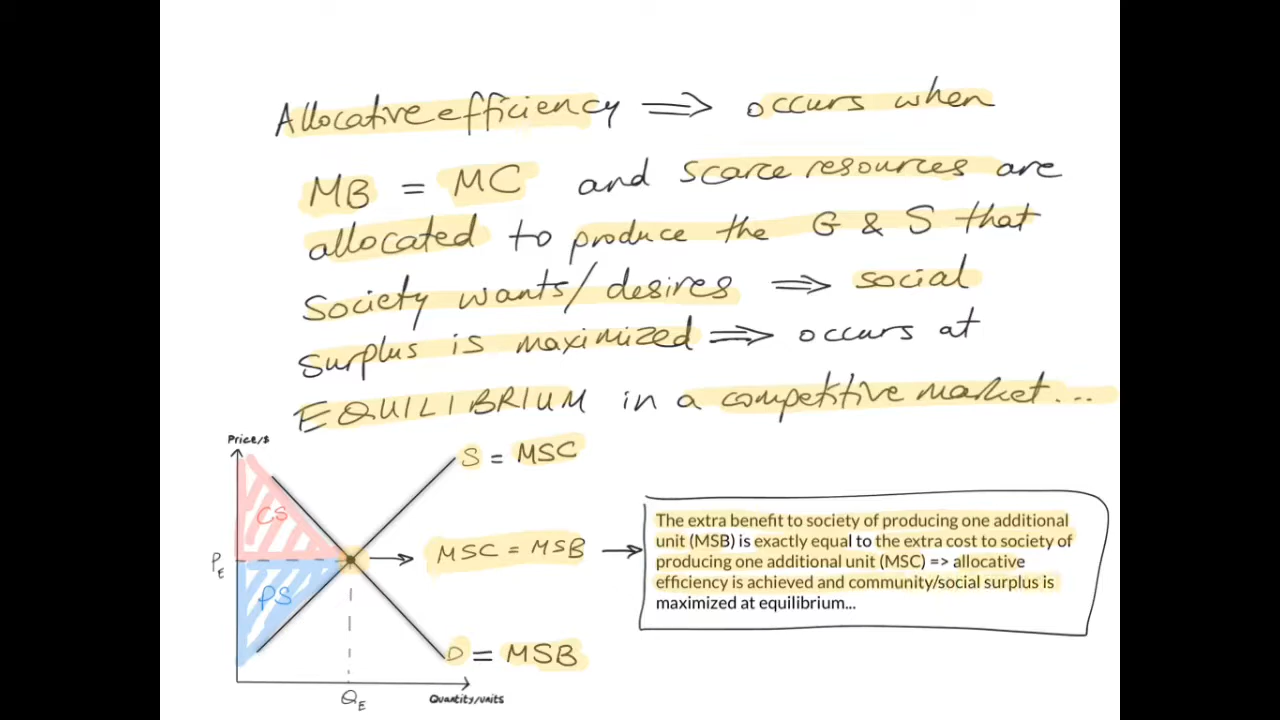 Allocative efficiency ⟹ occurs when
MB = MC and scarce resources are
allocated to produce the G & S that
society wants/desires ⟹ social
surplus is maximized ⟹ occurs at
EQUILIBRIUM in a competitive market...
Price/$
S = MSC
CS
The extra benefit to society of producing one additional
unit (MSB) is exactly equal to the extra cost to society of
producing one additional unit (MSC) => allocative
efficiency is achieved and community/social surplus is
maximized at equilibrium...
MSC = MSB
PE
PS
D = MSB
QE
Quantity/units